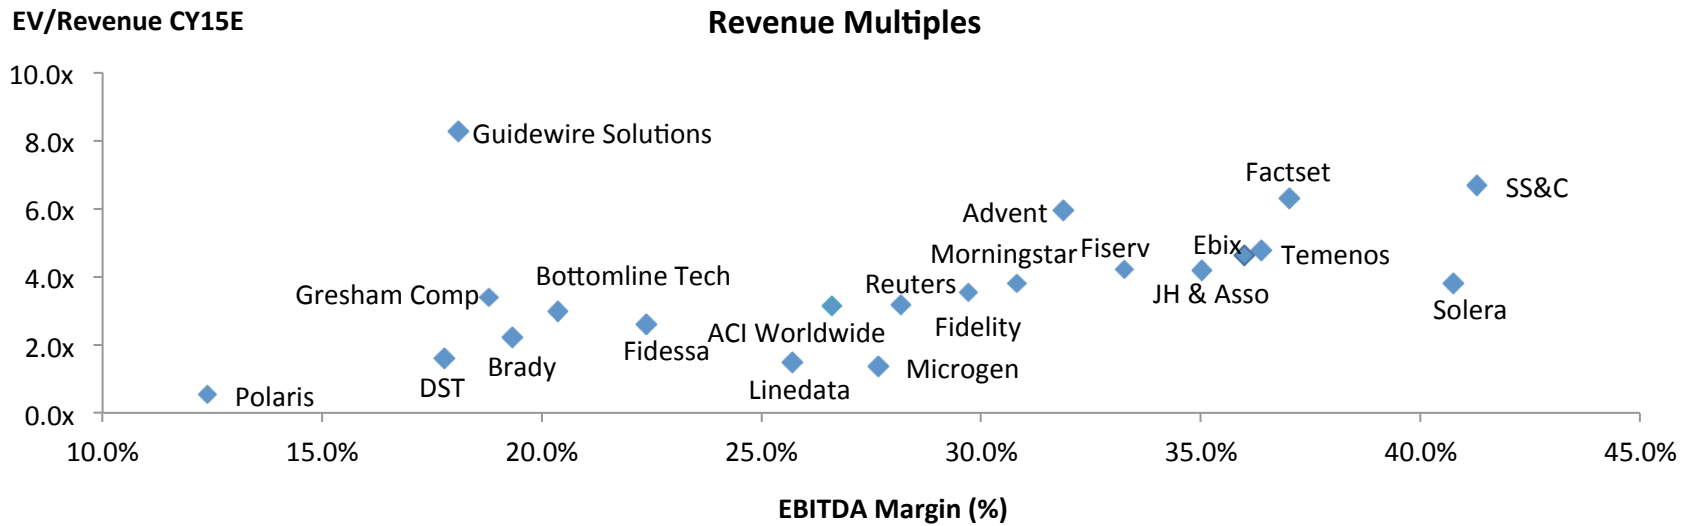 EV/Revenue CY15E
Revenue Multiples
10.0x
8.0x
6.0x
4.0x
2.0x
0.0x
Guidewire Solutions
Factset
SS&C
Advent
Morningstar
Fiserv
Ebix
Temenos
Bottomline Tech
Gresham Comp
Reuters
JH & Asso
Solera
ACI Worldwide
Fidelity
Fidessa
Brady
DST
Microgen
Linedata
Polaris
10.0%
15.0%
20.0%
25.0%
30.0%
35.0%
40.0%
45.0%
EBITDA Margin (%)